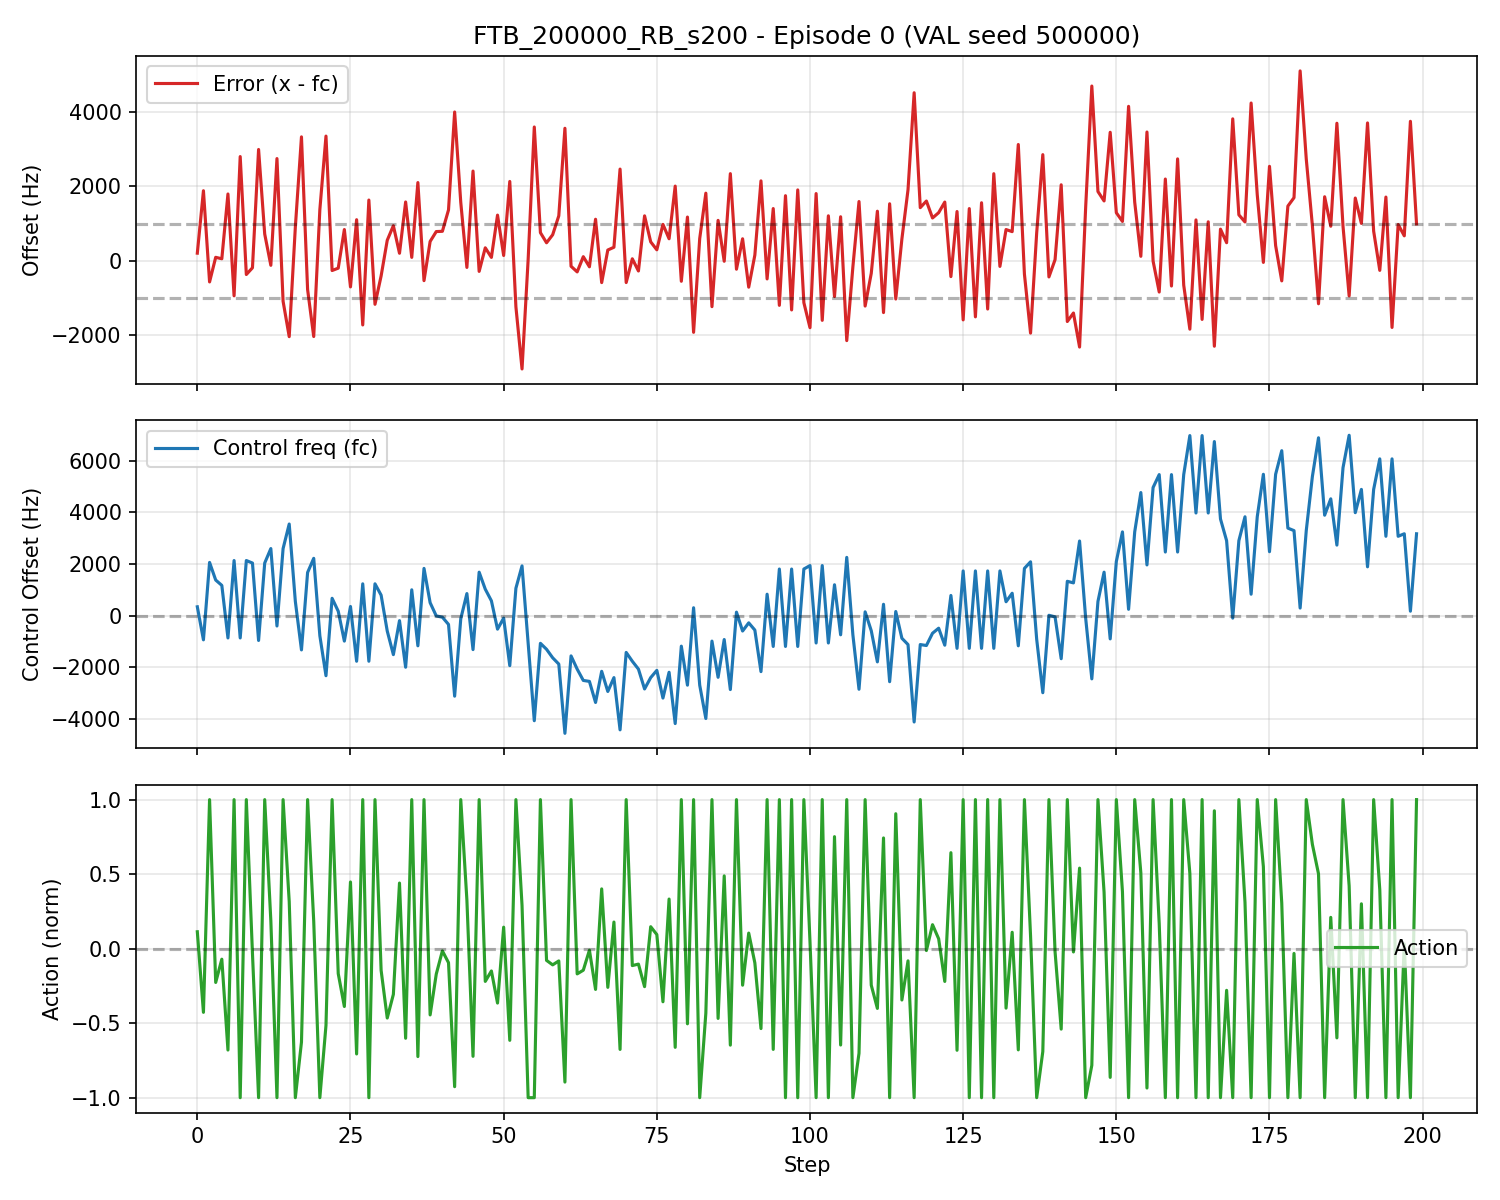 FTB_200000_RB_s200 - Episode 0 (VAL seed 500000)
Error (x - fc)
Offset (Hz)
4000
2000
0
−2000
Control freq (fc)
Control Offset (Hz)
6000
4000
2000
0
−2000
−4000
Action (norm)
1.0
0.5
0.0
−0.5
−1.0
Action
0 25 50 75 100 125 150 175 200
Step